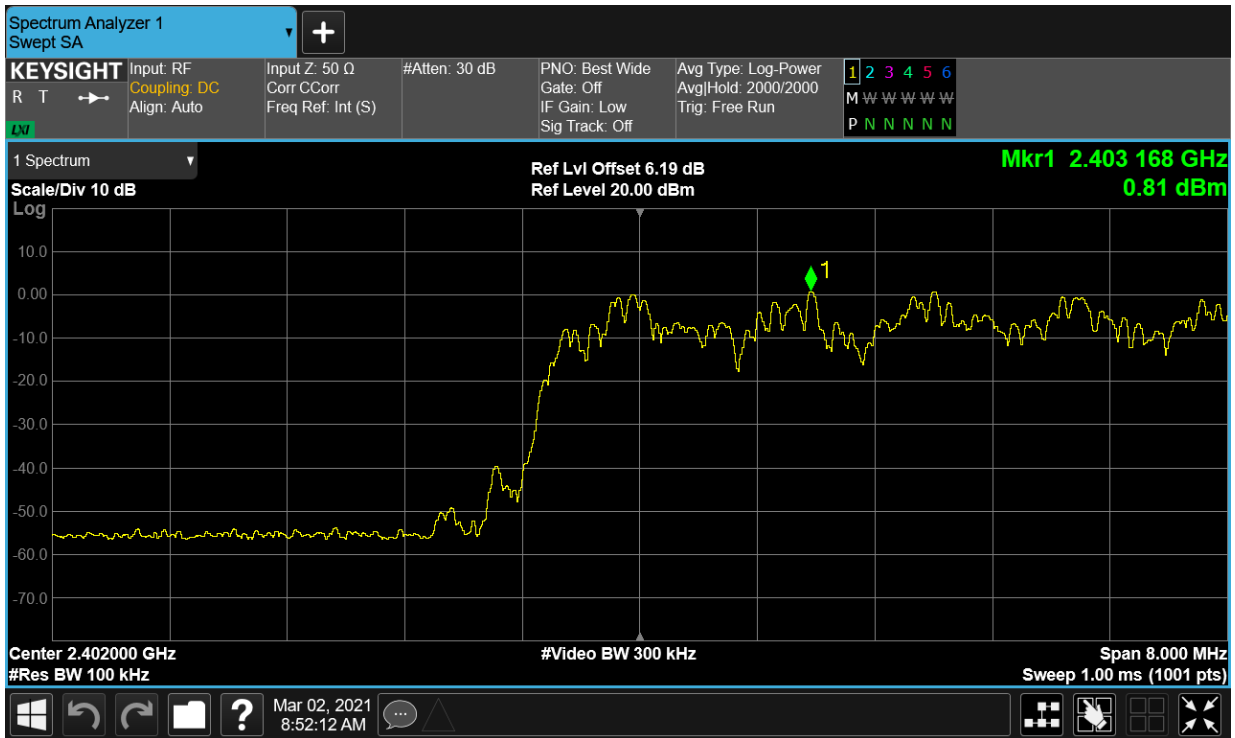 Spectrum Analyzer 1
Swept SA
▼
+
KEYSIGHT
R T
LXI
Input: RF
Coupling: DC
Align: Auto
Input Z: 50 Ω
Corr CCorr
Freq Ref: Int (S)
#Atten: 30 dB
PNO: Best Wide
Gate: Off
IF Gain: Low
Sig Track: Off
Avg Type: Log-Power
Avg|Hold: 2000/2000
Trig: Free Run
1 2 3 4 5 6
M W W W W W
P N N N N N
1 Spectrum ▼
Scale/Div 10 dB
Log
Ref Lvl Offset 6.19 dB
Ref Level 20.00 dBm
Mkr1 2.403 168 GHz
0.81 dBm
1
10.0
0.00
-10.0
-20.0
-30.0
-40.0
-50.0
-60.0
-70.0
Center 2.402000 GHz
#Res BW 100 kHz
#Video BW 300 kHz
Span 8.000 MHz
Sweep 1.00 ms (1001 pts)
?
Mar 02, 2021
8:52:12 AM